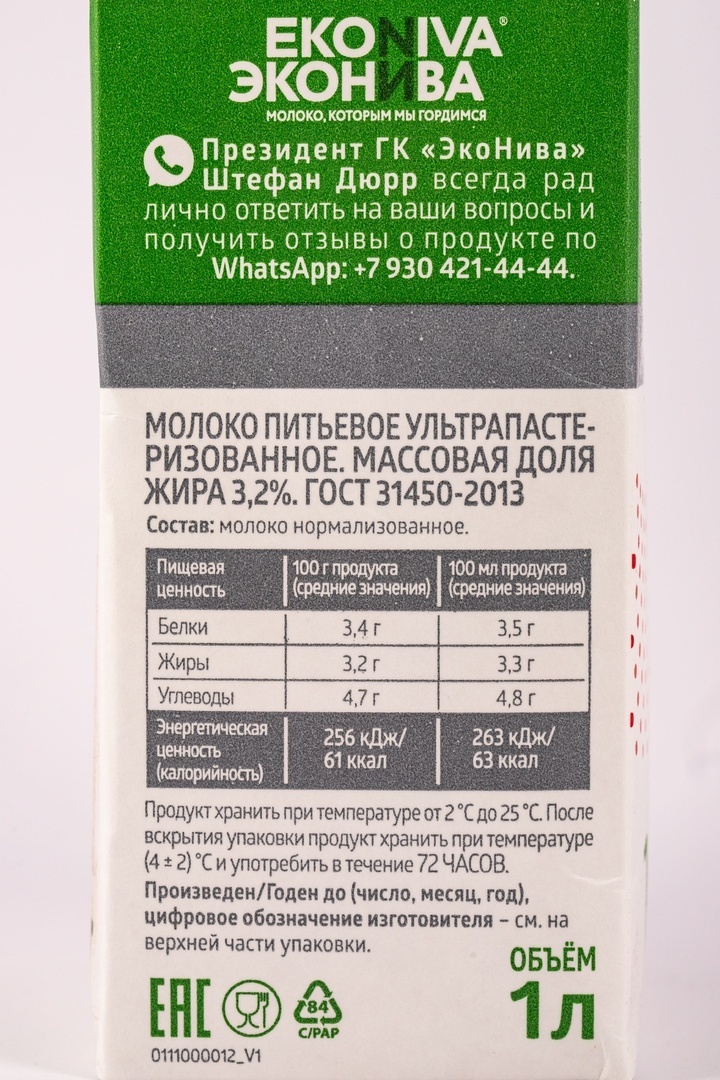 EKONIVA®
ЭКОНИВА
МОЛОКО, КОТОРЫМ МЫ ГОРДИМСЯ
Президент ГК «ЭкоНива»
Штефан Дюрр всегда рад
лично ответить на ваши вопросы и
получить отзывы о продукте по
WhatsApp: +7 930 421-44-44.
МОЛОКО ПИТЬЕВОЕ УЛЬТРАПАСТЕ-
РИЗОВАННОЕ. МАССОВАЯ ДОЛЯ
ЖИРА 3,2%. ГОСТ 31450-2013
Состав: молоко нормализованное.
Пищевая ценность 100 г продукта (средние значения) 100 мл продукта (средние значения)
Белки 3,4 г 3,5 г
Жиры 3,2 г 3,3 г
Углеводы 4,7 г 4,8 г
Энергетическая ценность (калорийность) 256 кДж/ 61 ккал 263 кДж/ 63 ккал
Продукт хранить при температуре от 2 °С до 25 °С. После
вскрытия упаковки продукт хранить при температуре
(4 ± 2) °С и употребить в течение 72 ЧАСОВ.
Произведен/Годен до (число, месяц, год),
цифровое обозначение изготовителя – см. на
верхней части упаковки.
ОБЪЁМ
1 л
EAC
84
C/PAP
0111000012_V1